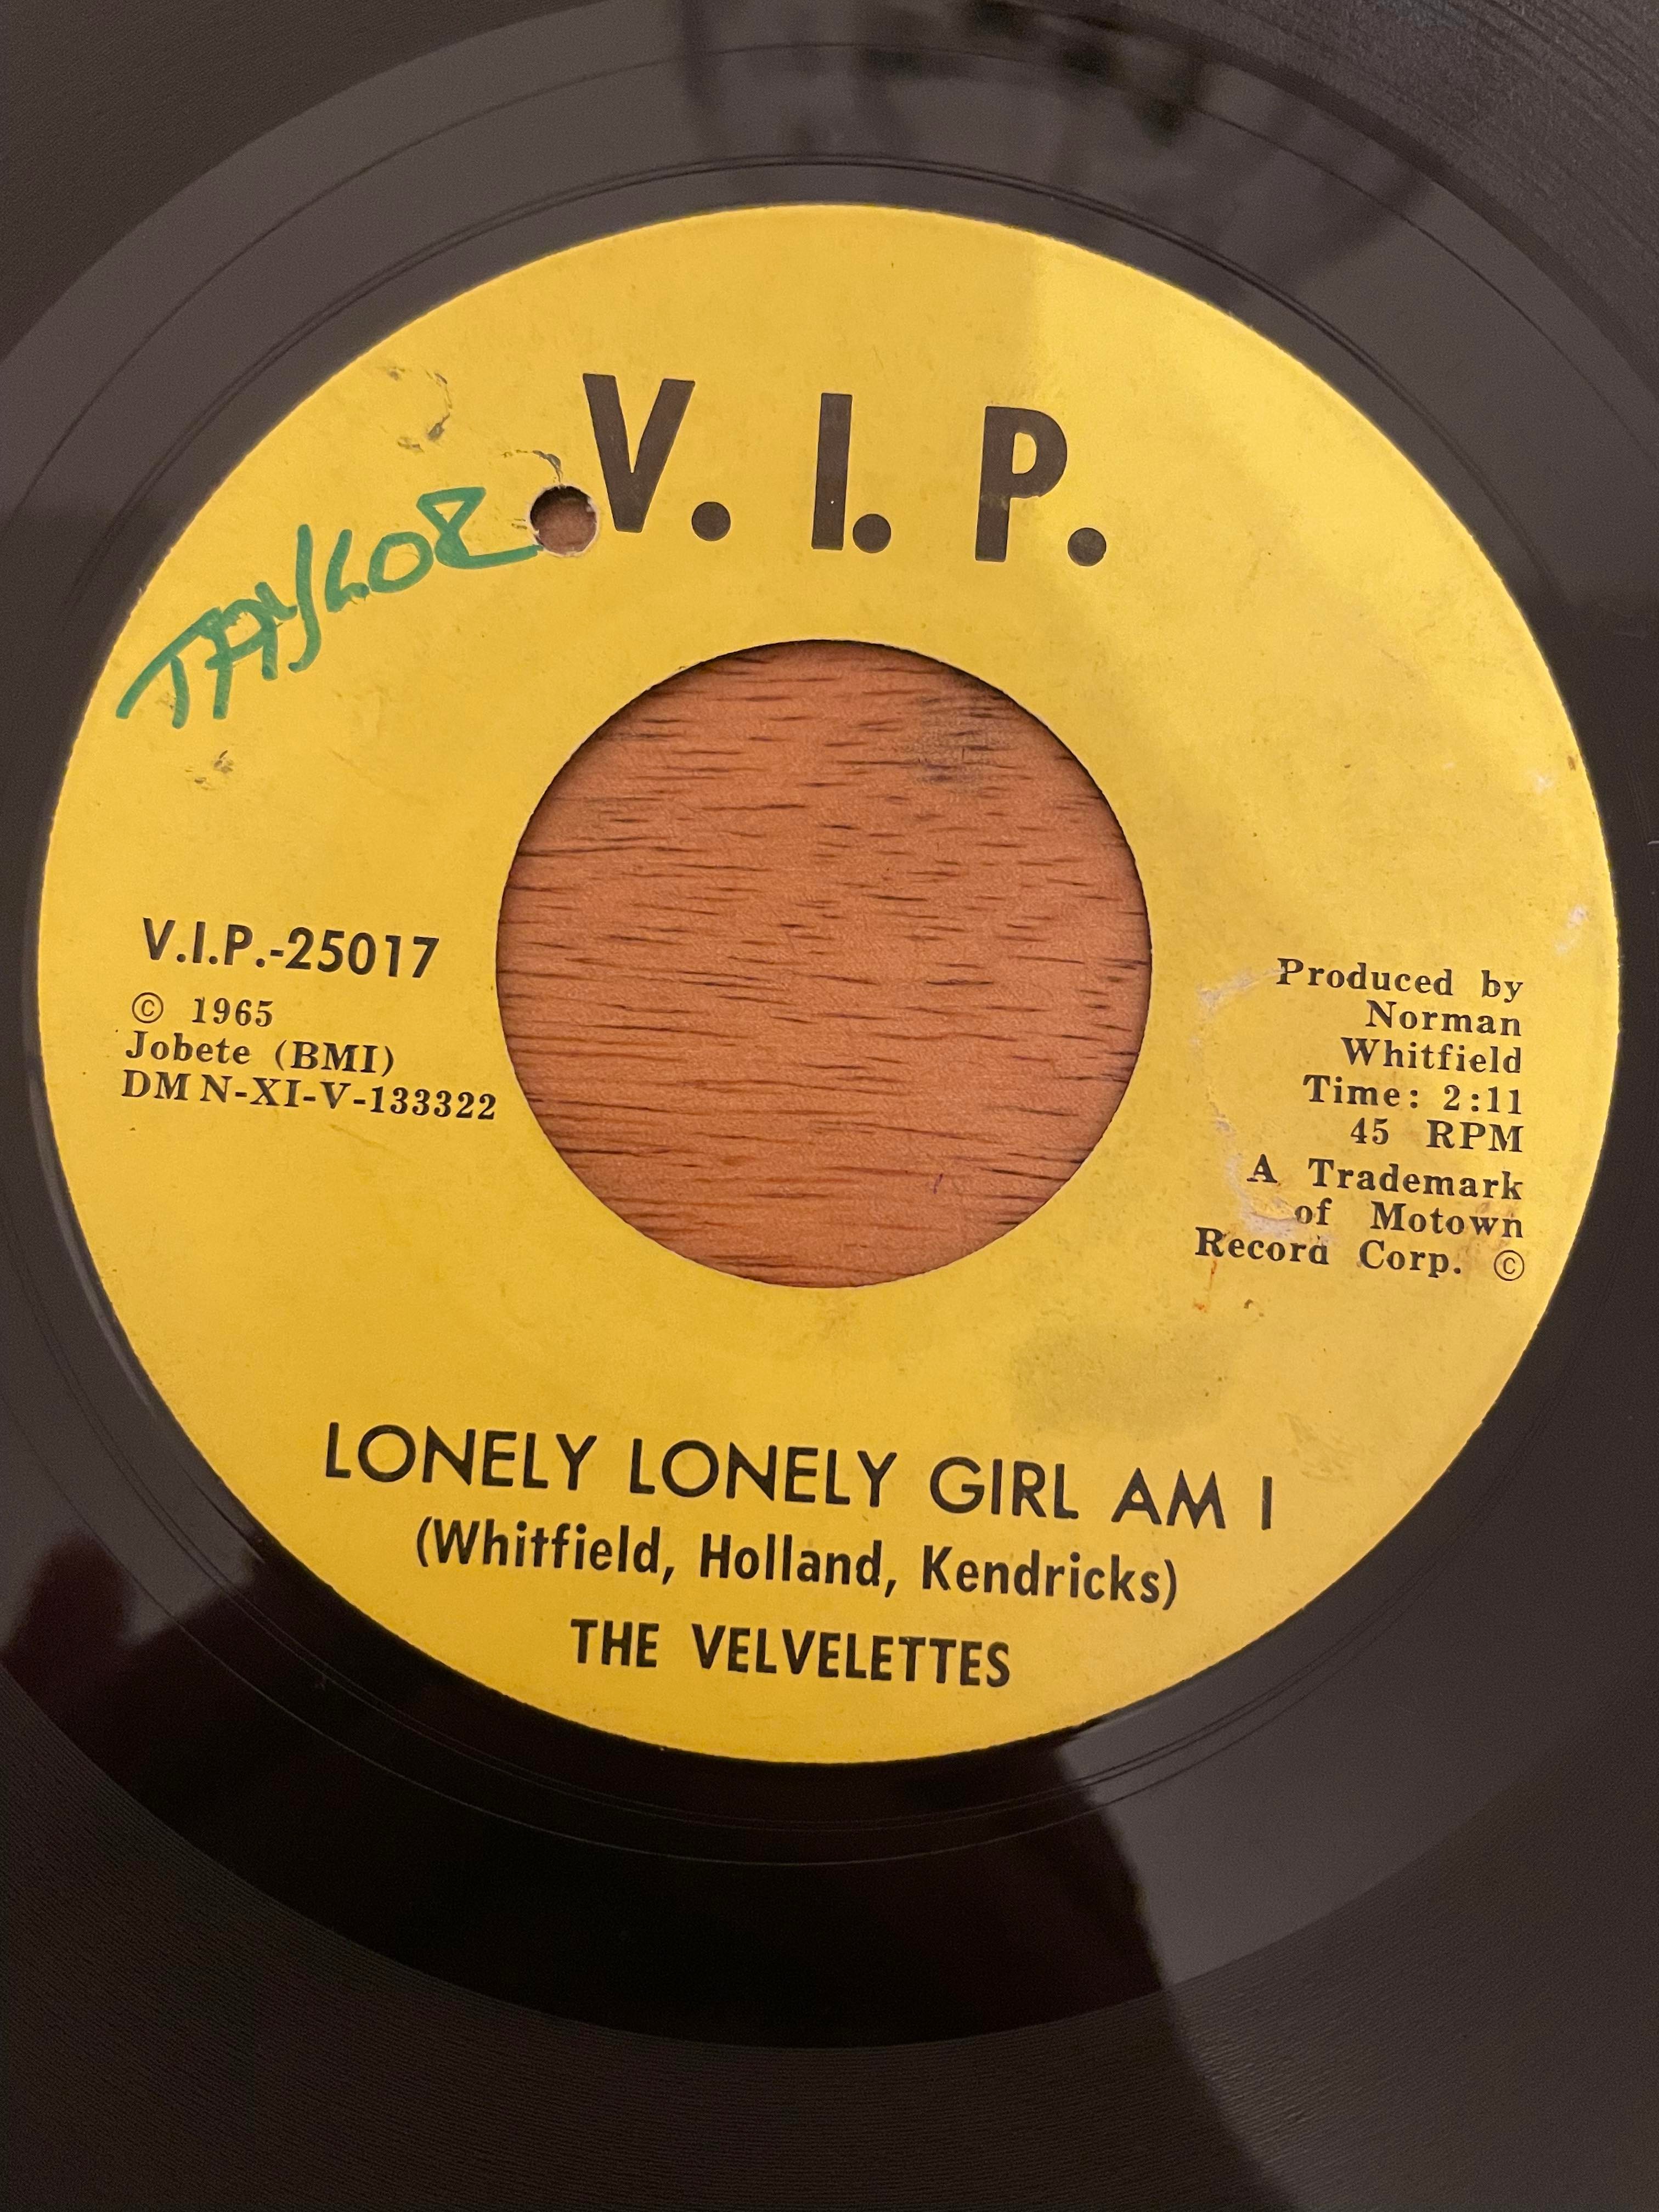 V. I. P.
TAYLOR
V.I.P.-25017
© 1965
Jobete (BMI)
DM N-XI-V-133322
Produced by
Norman
Whitfield
Time: 2:11
45 RPM
A Trademark
of Motown
Record Corp. ©
LONELY LONELY GIRL AM I
(Whitfield, Holland, Kendricks)
THE VELVELETTES